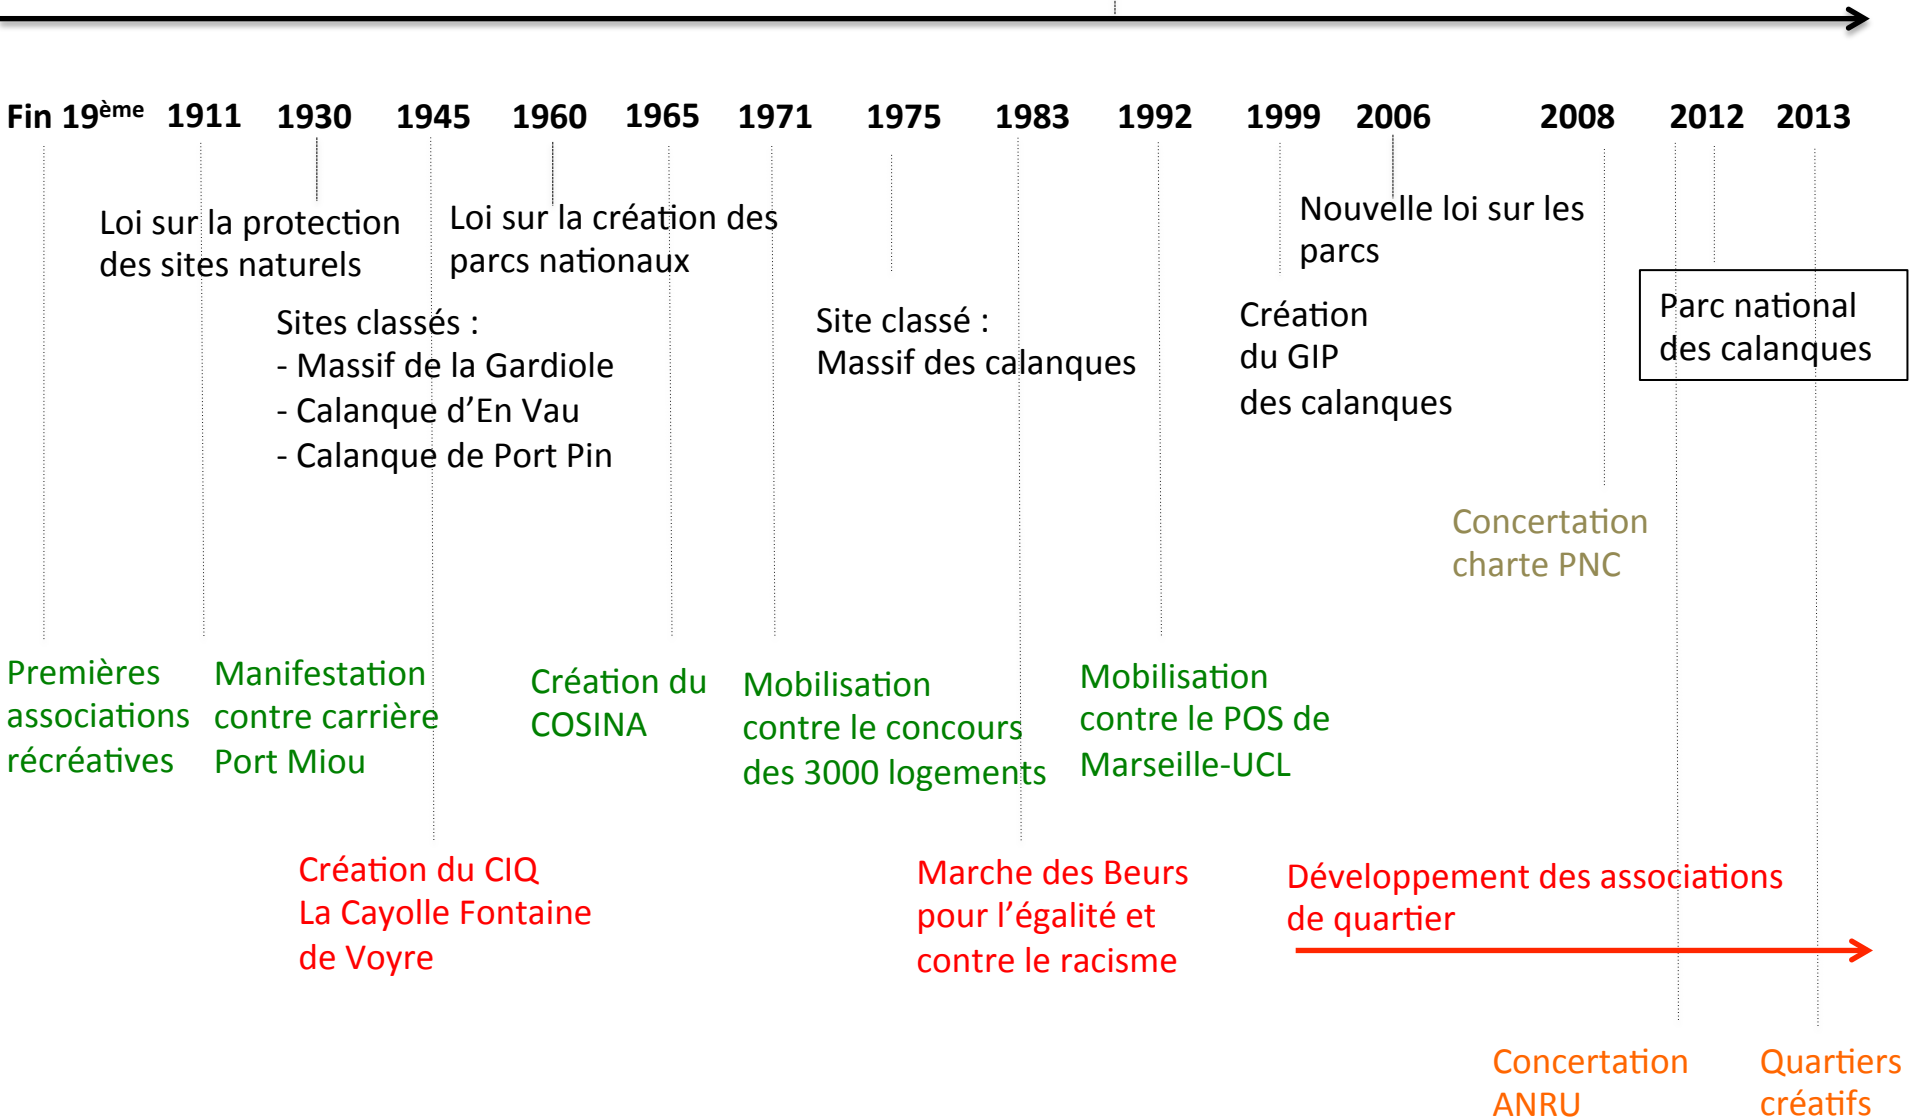 Fin 19ème 1911 1930 1945 1960 1965 1971 1975 1983 1992 1999 2006 2008 2012 2013
Loi sur la protection
des sites naturels
Loi sur la création des
parcs nationaux
Nouvelle loi sur les
parcs
Sites classés :
- Massif de la Gardiole
- Calanque d’En Vau
- Calanque de Port Pin
Site classé :
Massif des calanques
Création
du GIP
des calanques
Parc national
des calanques
Concertation
charte PNC
Premières
associations
récréatives
Manifestation
contre carrière
Port Miou
Création du
COSINA
Mobilisation
contre le concours
des 3000 logements
Mobilisation
contre le POS de
Marseille-UCL
Création du CIQ
La Cayolle Fontaine
de Voyre
Marche des Beurs
pour l’égalité et
contre le racisme
Développement des associations
de quartier
Concertation
ANRU
Quartiers
créatifs